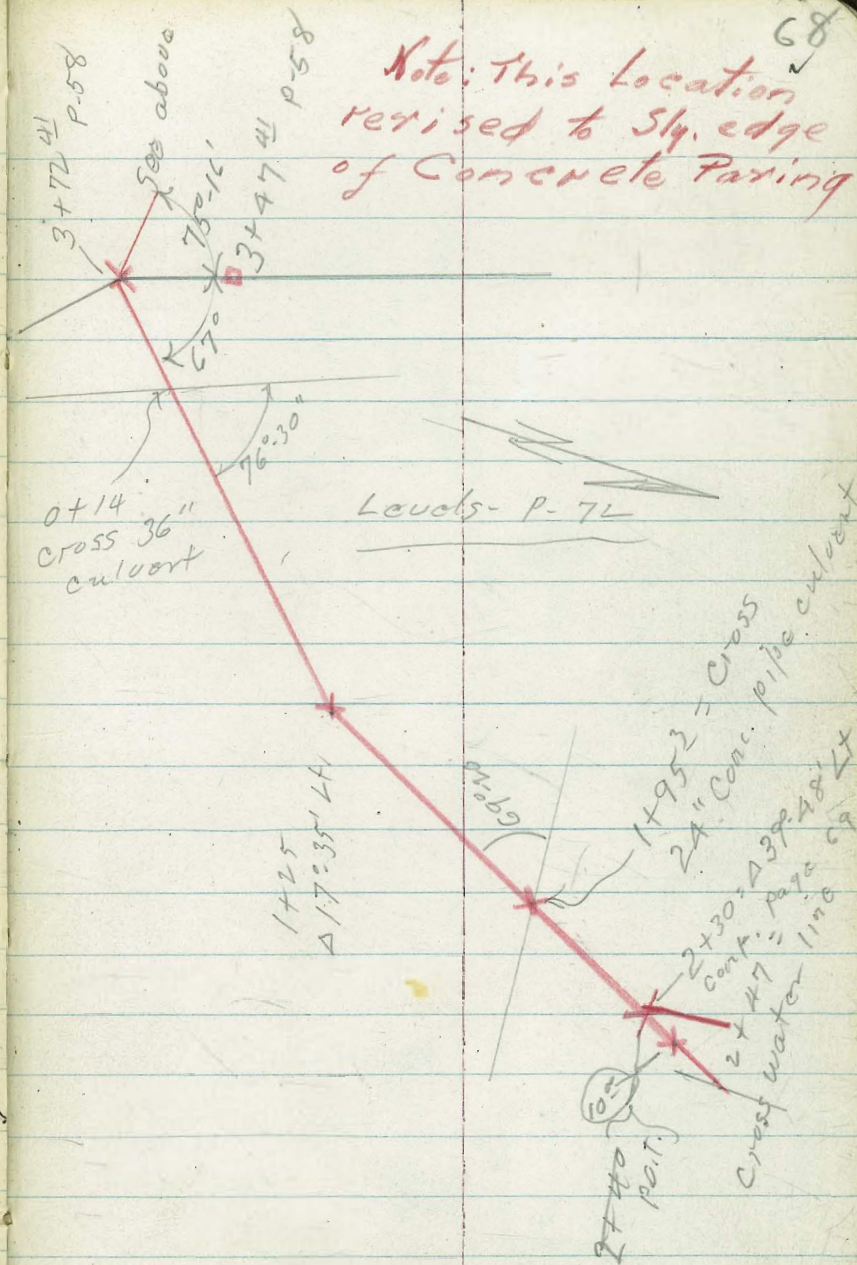 68
Note: This Location
revised to Sly. edge
of Concrete Paving
3+72 41 P-58
See above
75°-16'
3+47 41 P-58
67°
76°-30"
0+14
cross 36"
culvert
Levels- P-72
1+25
Δ 17°-35' Lt.
1+95 3 = Cross
24" Conc. pipe culvert
2+30 = Δ 39°-48' Lt
cont. page 69
2+47 =
Cross water line
2+40
P.O.T.